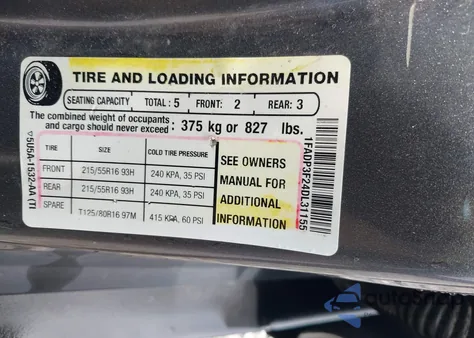 TIRE AND LOADING INFORMATION
SEATING CAPACITY TOTAL: 5 FRONT: 2 REAR: 3
The combined weight of occupants
and cargo should never exceed: 375 kg or 827 lbs.
TIRE SIZE COLD TIRE PRESSURE
FRONT 215/55R16 93H 240 KPA, 35 PSI
REAR 215/55R16 93H 240 KPA, 35 PSI
SPARE T125/80R16 97M 415 KPA, 60 PSI
SEE OWNERS
MANUAL FOR
ADDITIONAL
INFORMATION
1FADP3F24DL31155
5U5A-1532-AA